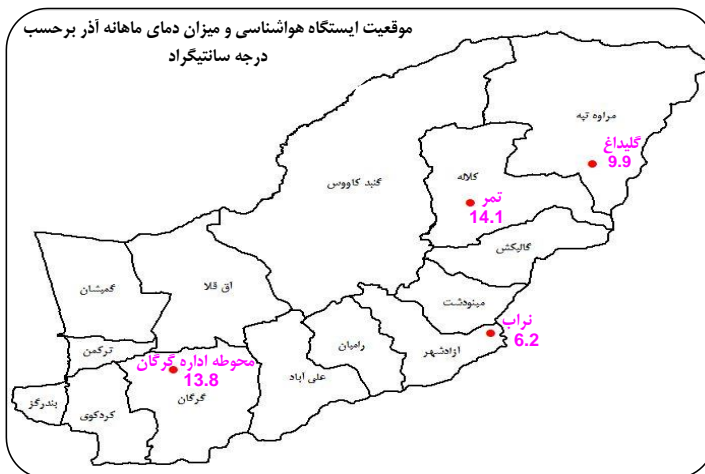 موقعیت ایستگاه هواشناسی و میزان دمای ماهانه آذر برحسب
درجه سانتیگراد
مراوه تپه
گلیداغ
9.9
کلاله
گنبد کاووس
تمر
14.1
گالیکش
گمیشان
اق قلا
مینودشت
نراب
6.2
ترکمن
رامیان
ازادشهر
محوطه اداره گرگان
13.8
علی آباد
بندرگز
کردکوی
گرگان